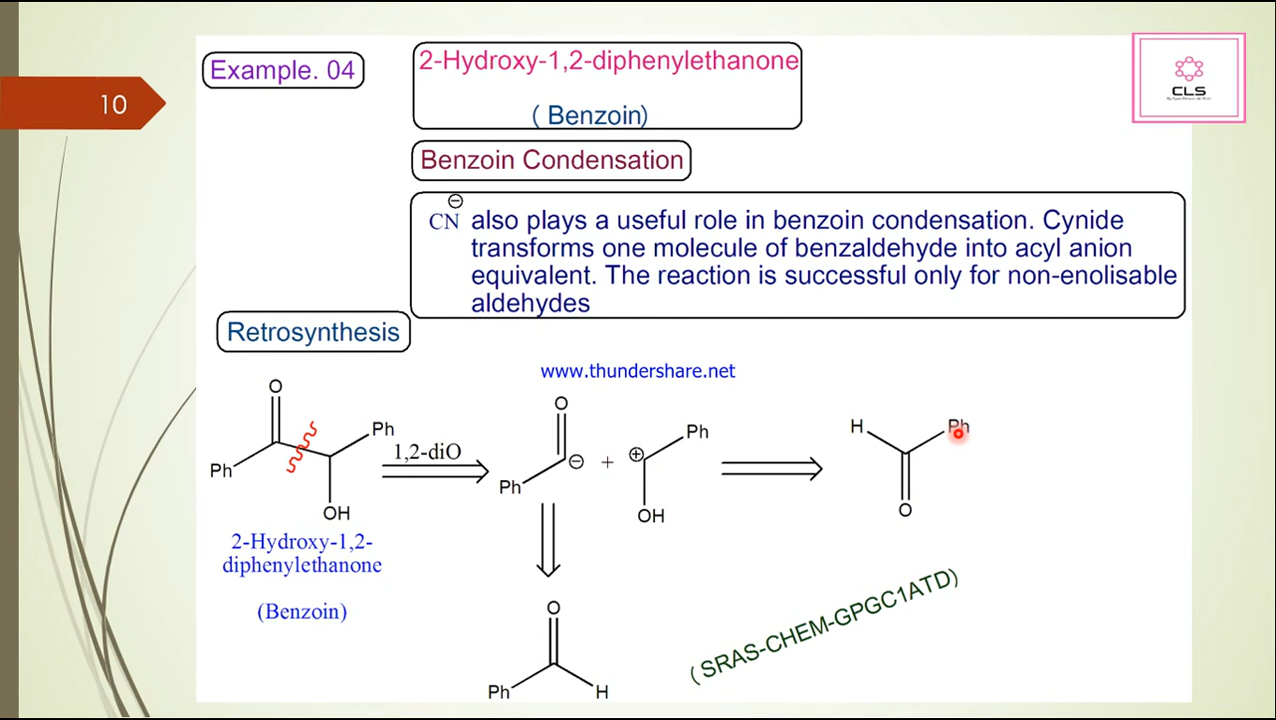 10
Example. 04
2-Hydroxy-1,2-diphenylethanone
( Benzoin)
CLS
Benzoin Condensation
CN ⊖ also plays a useful role in benzoin condensation. Cynide
transforms one molecule of benzaldehyde into acyl anion
equivalent. The reaction is successful only for non-enolisable
aldehydes
Retrosynthesis
www.thundershare.net
O
Ph
Ph
OH
1,2-diO
O
⊖
Ph
+
⊕
Ph
OH
H
Ph
O
2-Hydroxy-1,2-
diphenylethanone
(Benzoin)
O
Ph
H
(SRAS-CHEM-GPGC1ATD)